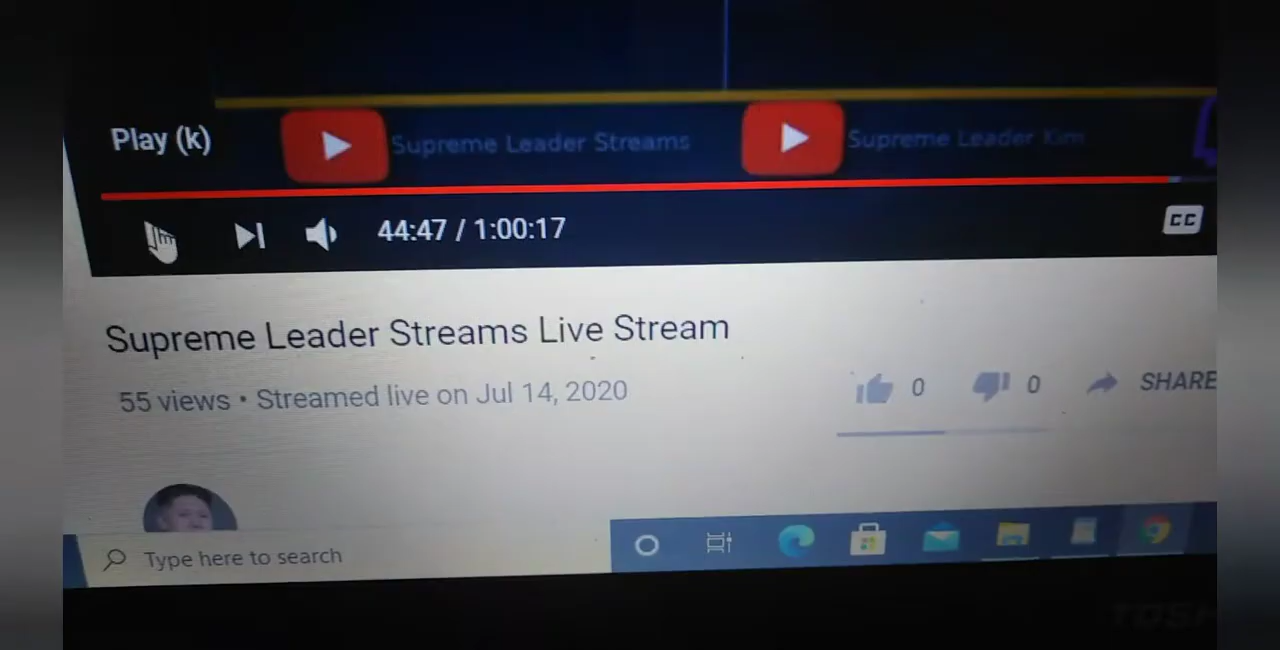 Play (k)
Supreme Leader Streams
Supreme Leader Kim
44:47 / 1:00:17
CC
Supreme Leader Streams Live Stream
55 views • Streamed live on Jul 14, 2020
0
0
SHARE
Type here to search